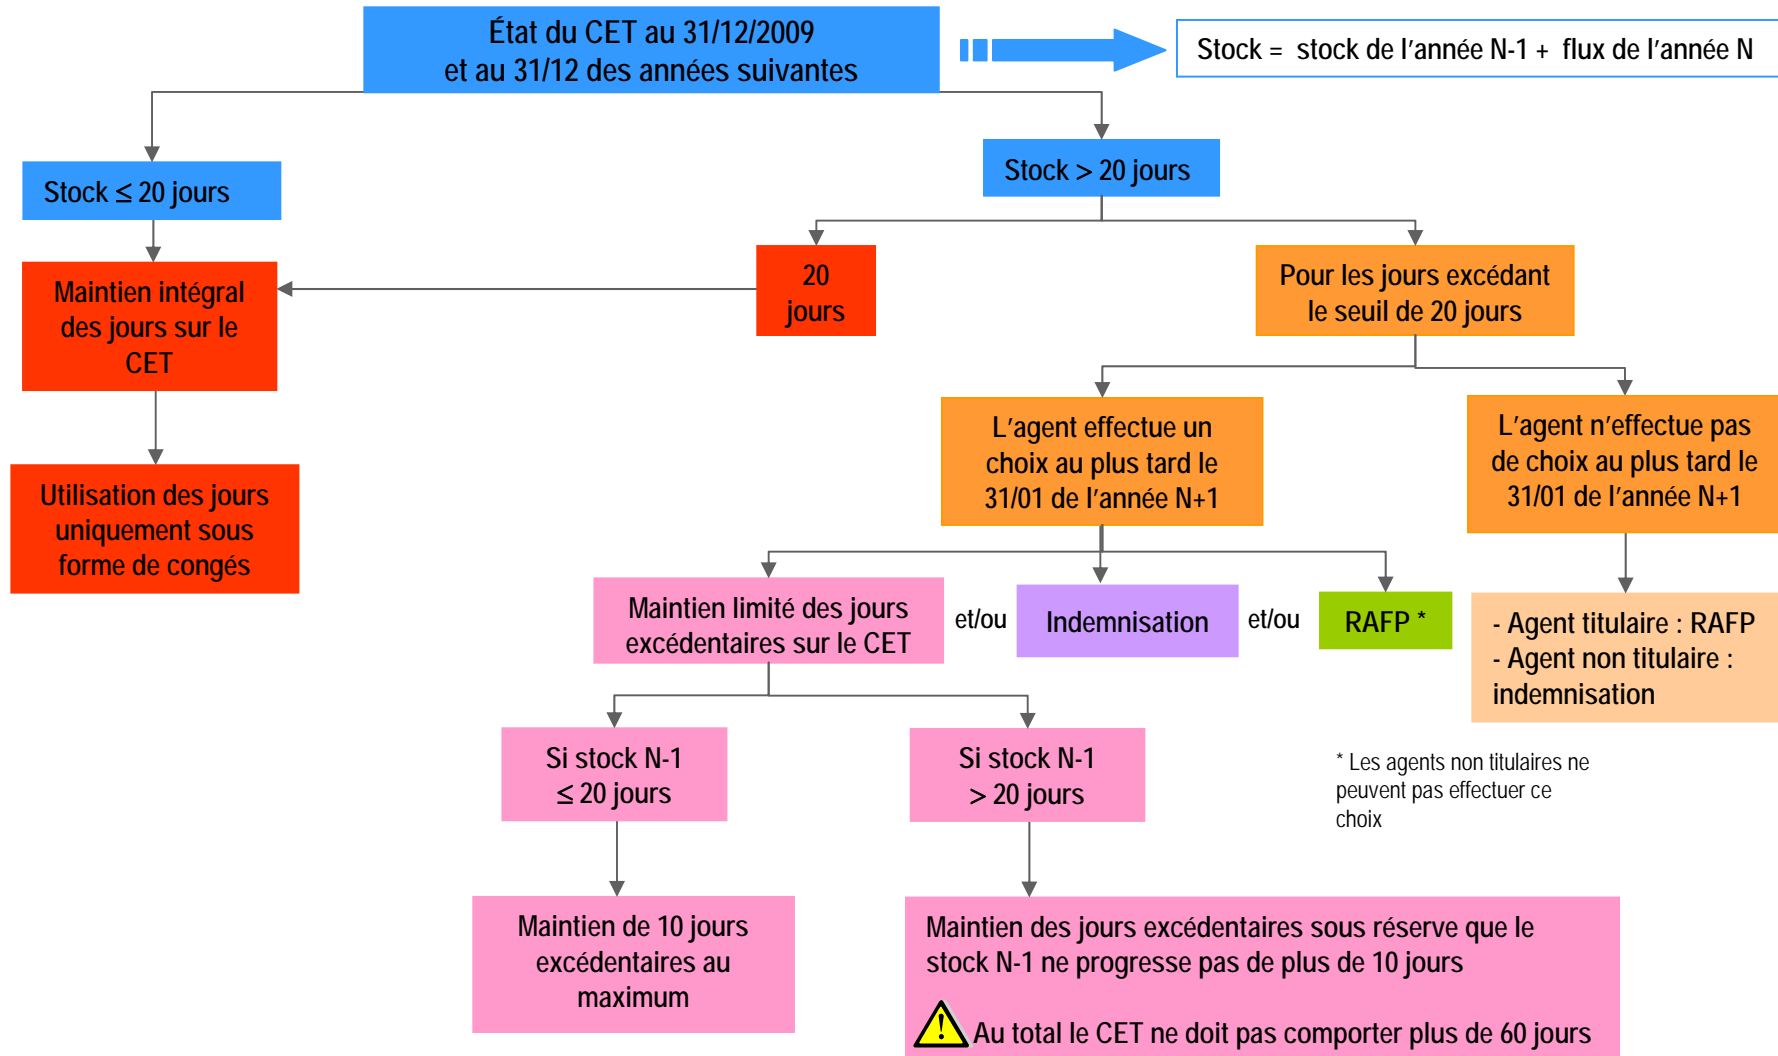 État du CET au 31/12/2009
et au 31/12 des années suivantes
Stock = stock de l'année N-1 + flux de l'année N
Stock ≤ 20 jours
Stock > 20 jours
Maintien intégral
des jours sur le
CET
20
jours
Pour les jours excédant
le seuil de 20 jours
Utilisation des jours
uniquement sous
forme de congés
L'agent effectue un
choix au plus tard le
31/01 de l'année N+1
L'agent n'effectue pas
de choix au plus tard le
31/01 de l'année N+1
Maintien limité des jours
excédentaires sur le CET
et/ou
Indemnisation
et/ou
RAFP *
- Agent titulaire : RAFP
- Agent non titulaire :
indemnisation
Si stock N-1
≤ 20 jours
Si stock N-1
> 20 jours
* Les agents non titulaires ne
peuvent pas effectuer ce
choix
Maintien de 10 jours
excédentaires au
maximum
Maintien des jours excédentaires sous réserve que le
stock N-1 ne progresse pas de plus de 10 jours
! Au total le CET ne doit pas comporter plus de 60 jours